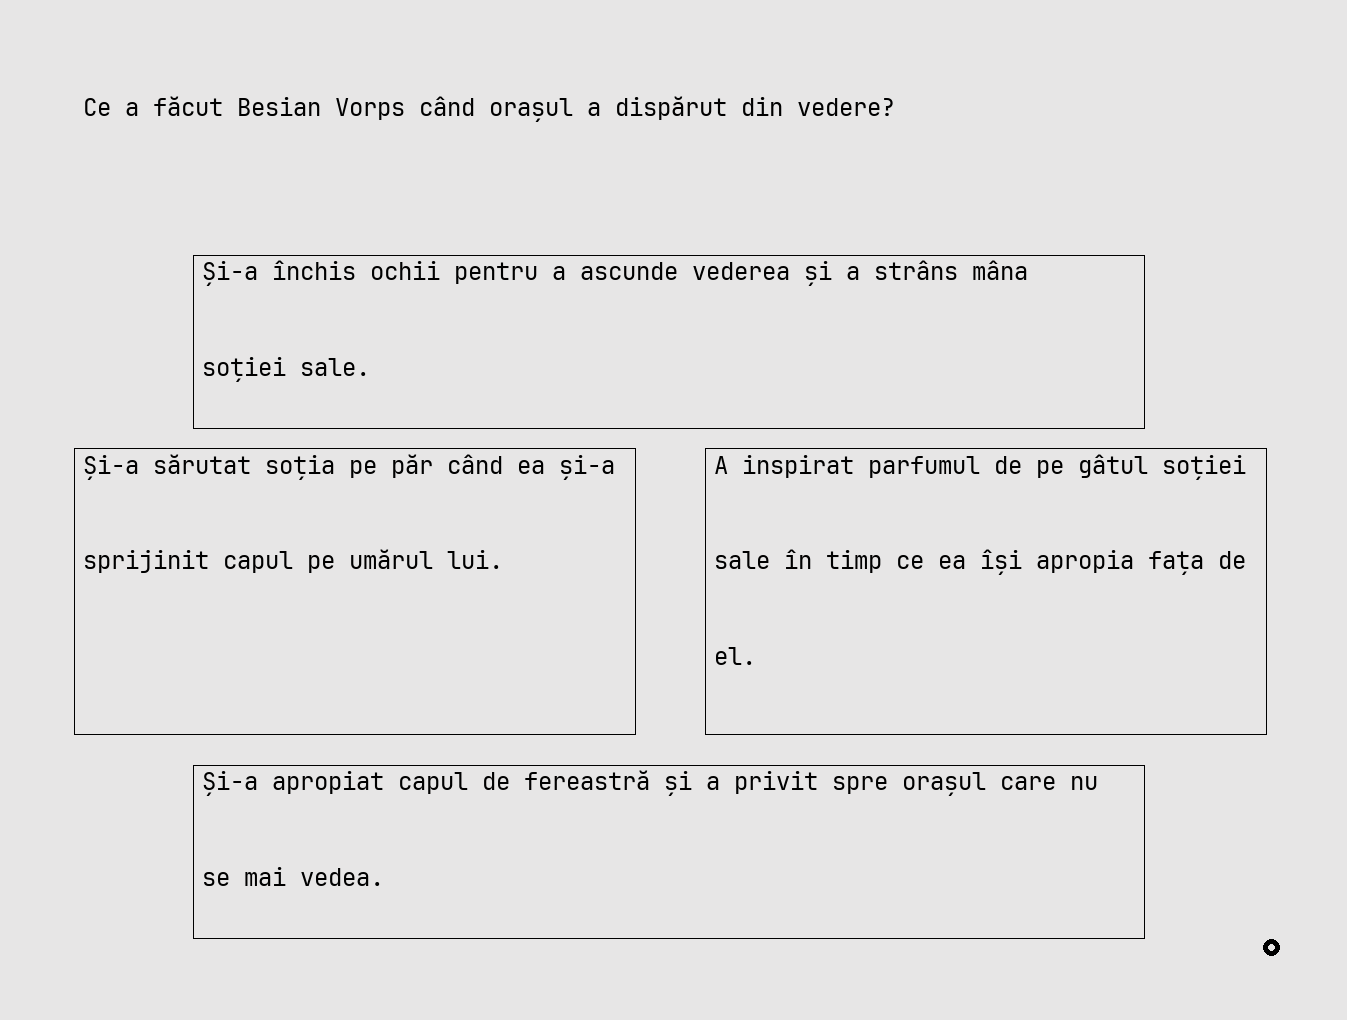 Ce a făcut Besian Vorps când orașul a dispărut din vedere?
Și-a închis ochii pentru a ascunde vederea și a strâns mâna
soției sale.
Și-a sărutat soția pe păr când ea și-a
sprijinit capul pe umărul lui.
A inspirat parfumul de pe gâtul soției
sale în timp ce ea își apropia fața de
el.
Și-a apropiat capul de fereastră și a privit spre orașul care nu
se mai vedea.